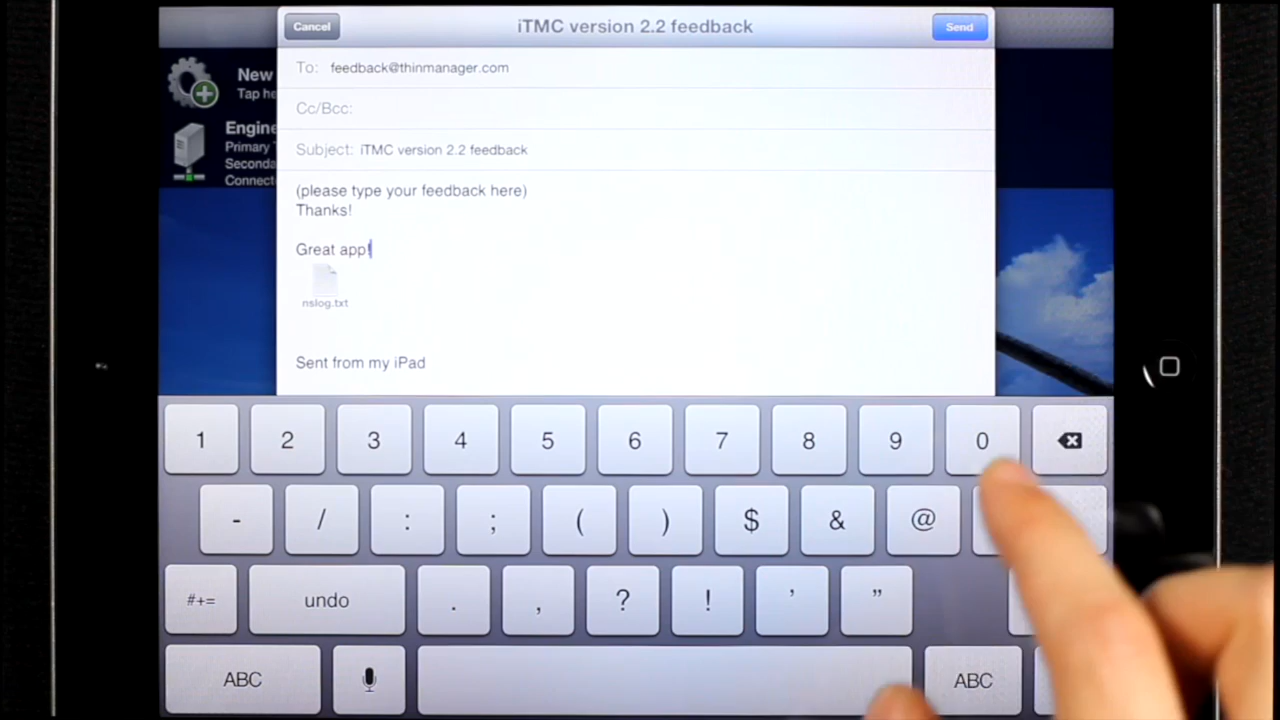 Cancel
iTMC version 2.2 feedback
Send
To: feedback@thinmanager.com
New
Tap he
Cc/Bcc:
Engine
Primary
Seconda
Connect
Subject: iTMC version 2.2 feedback
(please type your feedback here)
Thanks!
Great app!
nslog.txt
Sent from my iPad
1 2 3 4 5 6 7 8 9 0
- / : ; ( ) $ & @
#+= undo . , ? ! ' "
ABC ABC